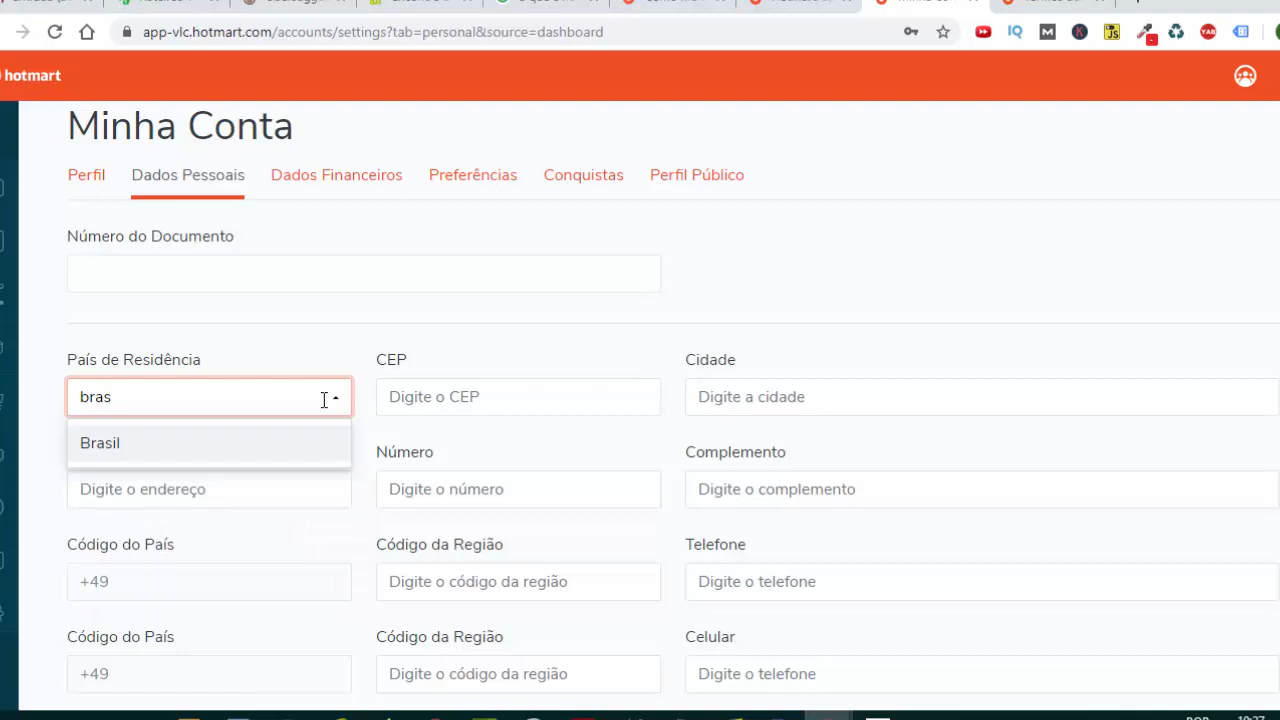 app-vlc.hotmart.com/accounts/settings?tab=personal&source=dashboard
hotmart
Minha Conta
Perfil Dados Pessoais Dados Financeiros Preferências Conquistas Perfil Público
Número do Documento
País de Residência CEP Cidade
bras Digite o CEP Digite a cidade
Brasil
Número Complemento
Digite o endereço Digite o número Digite o complemento
Código do País Código da Região Telefone
+49 Digite o código da região Digite o telefone
Código do País Código da Região Celular
+49 Digite o código da região Digite o telefone